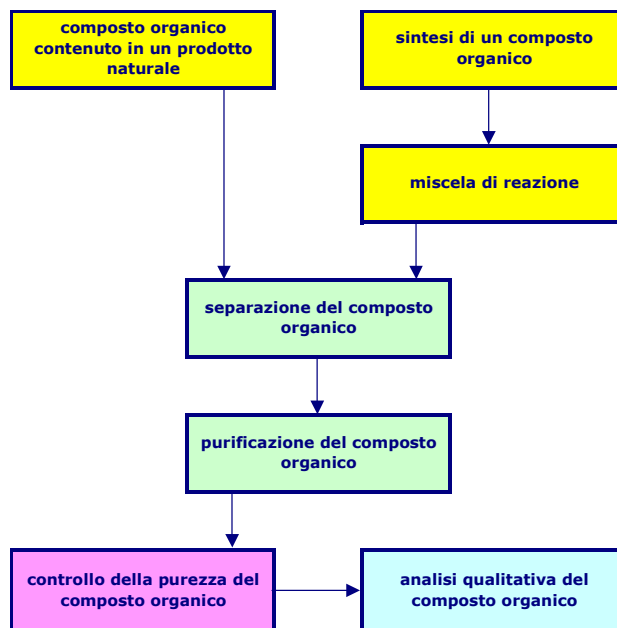 composto organico
contenuto in un prodotto
naturale
sintesi di un composto
organico
miscela di reazione
separazione del composto
organico
purificazione del composto
organico
controllo della purezza del
composto organico
analisi qualitativa del
composto organico